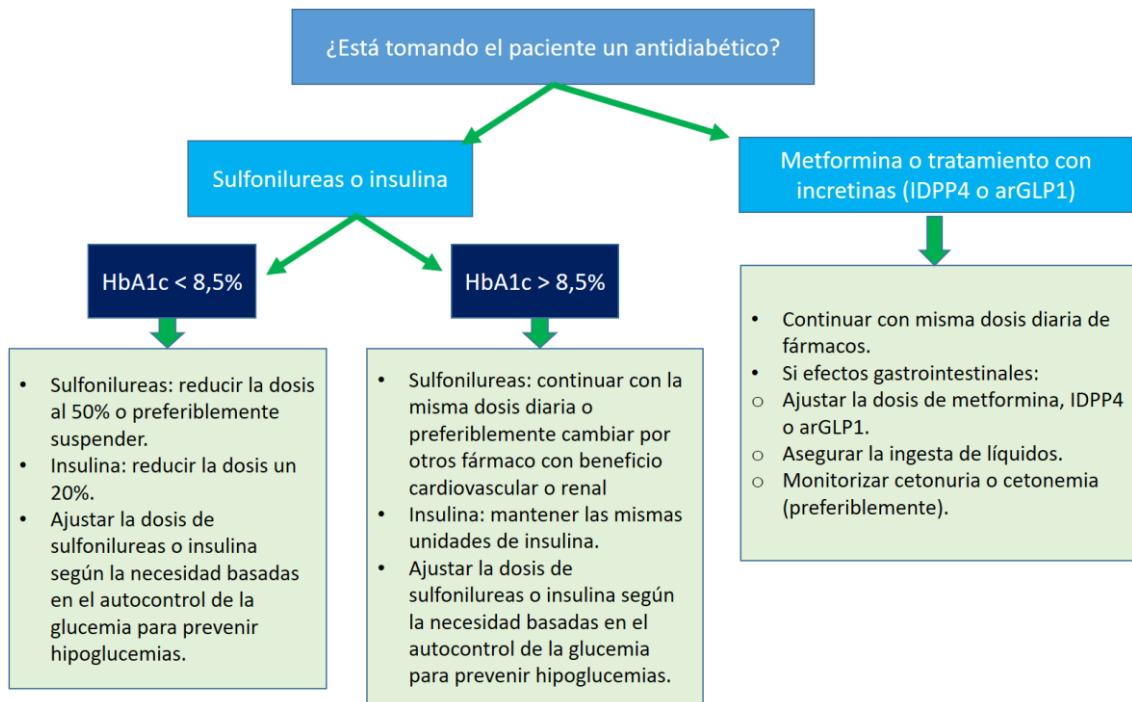 ¿Está tomando el paciente un antidiabético?
Sulfonilureas o insulina
Metformina o tratamiento con
incretinas (IDPP4 o arGLP1)
HbA1c < 8,5%
HbA1c > 8,5%
• Sulfonilureas: reducir la dosis
al 50% o preferiblemente
suspender.
• Insulina: reducir la dosis un
20%.
• Ajustar la dosis de
sulfonilureas o insulina
según la necesidad basadas
en el autocontrol de la
glucemia para prevenir
hipoglucemias.
• Sulfonilureas: continuar con la
misma dosis diaria o
preferiblemente cambiar por
otros fármaco con beneficio
cardiovascular o renal
• Insulina: mantener las mismas
unidades de insulina.
• Ajustar la dosis de
sulfonilureas o insulina según
la necesidad basadas en el
autocontrol de la glucemia
para prevenir hipoglucemias.
• Continuar con misma dosis diaria de
fármacos.
• Si efectos gastrointestinales:
o Ajustar la dosis de metformina, IDPP4
o arGLP1.
o Asegurar la ingesta de líquidos.
o Monitorizar cetonuria o cetonemia
(preferiblemente).